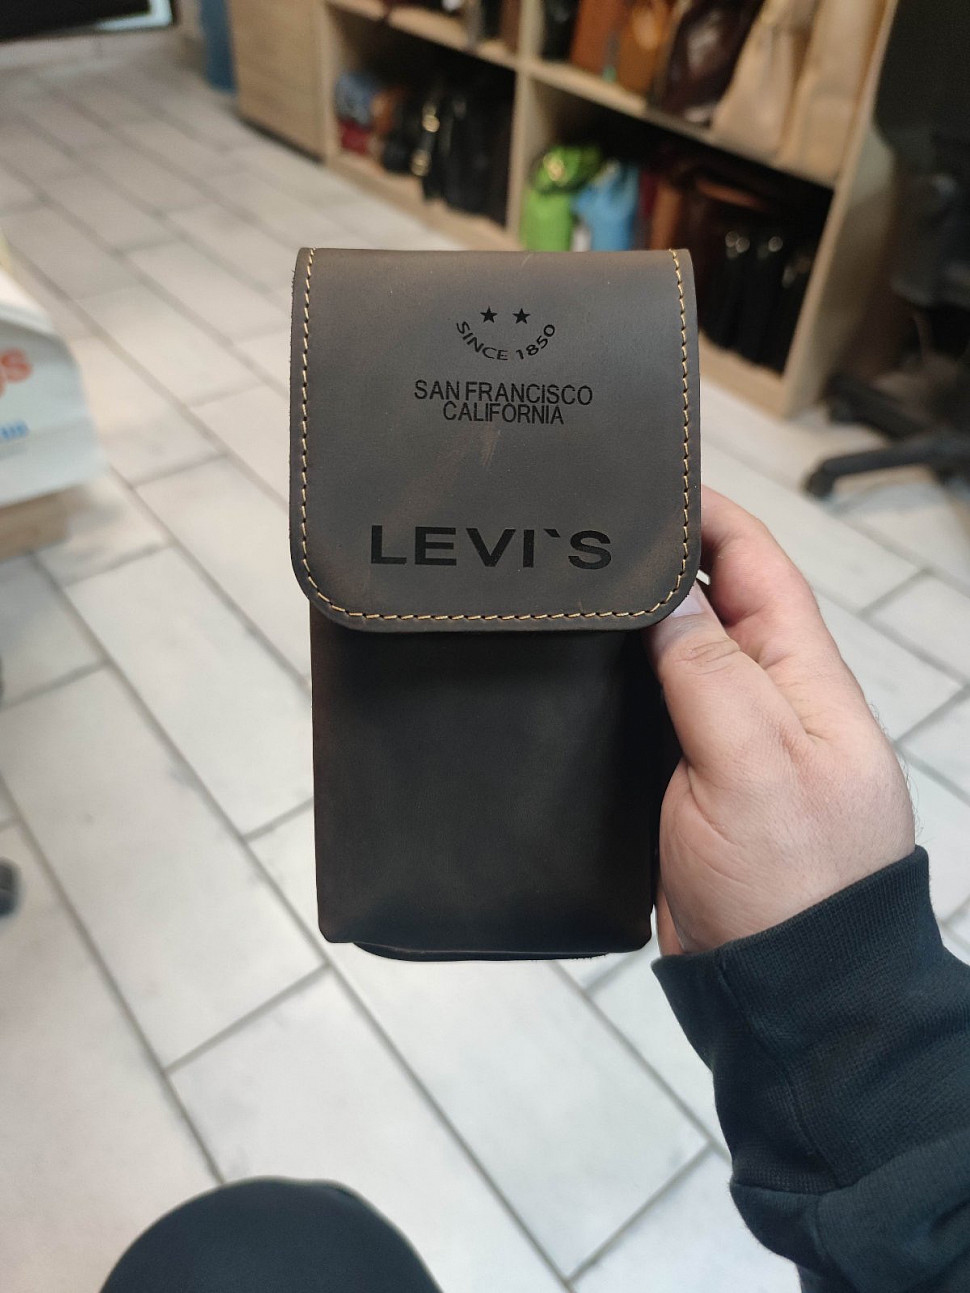 SINCE 1850
SAN FRANCISCO
CALIFORNIA
LEVI`S